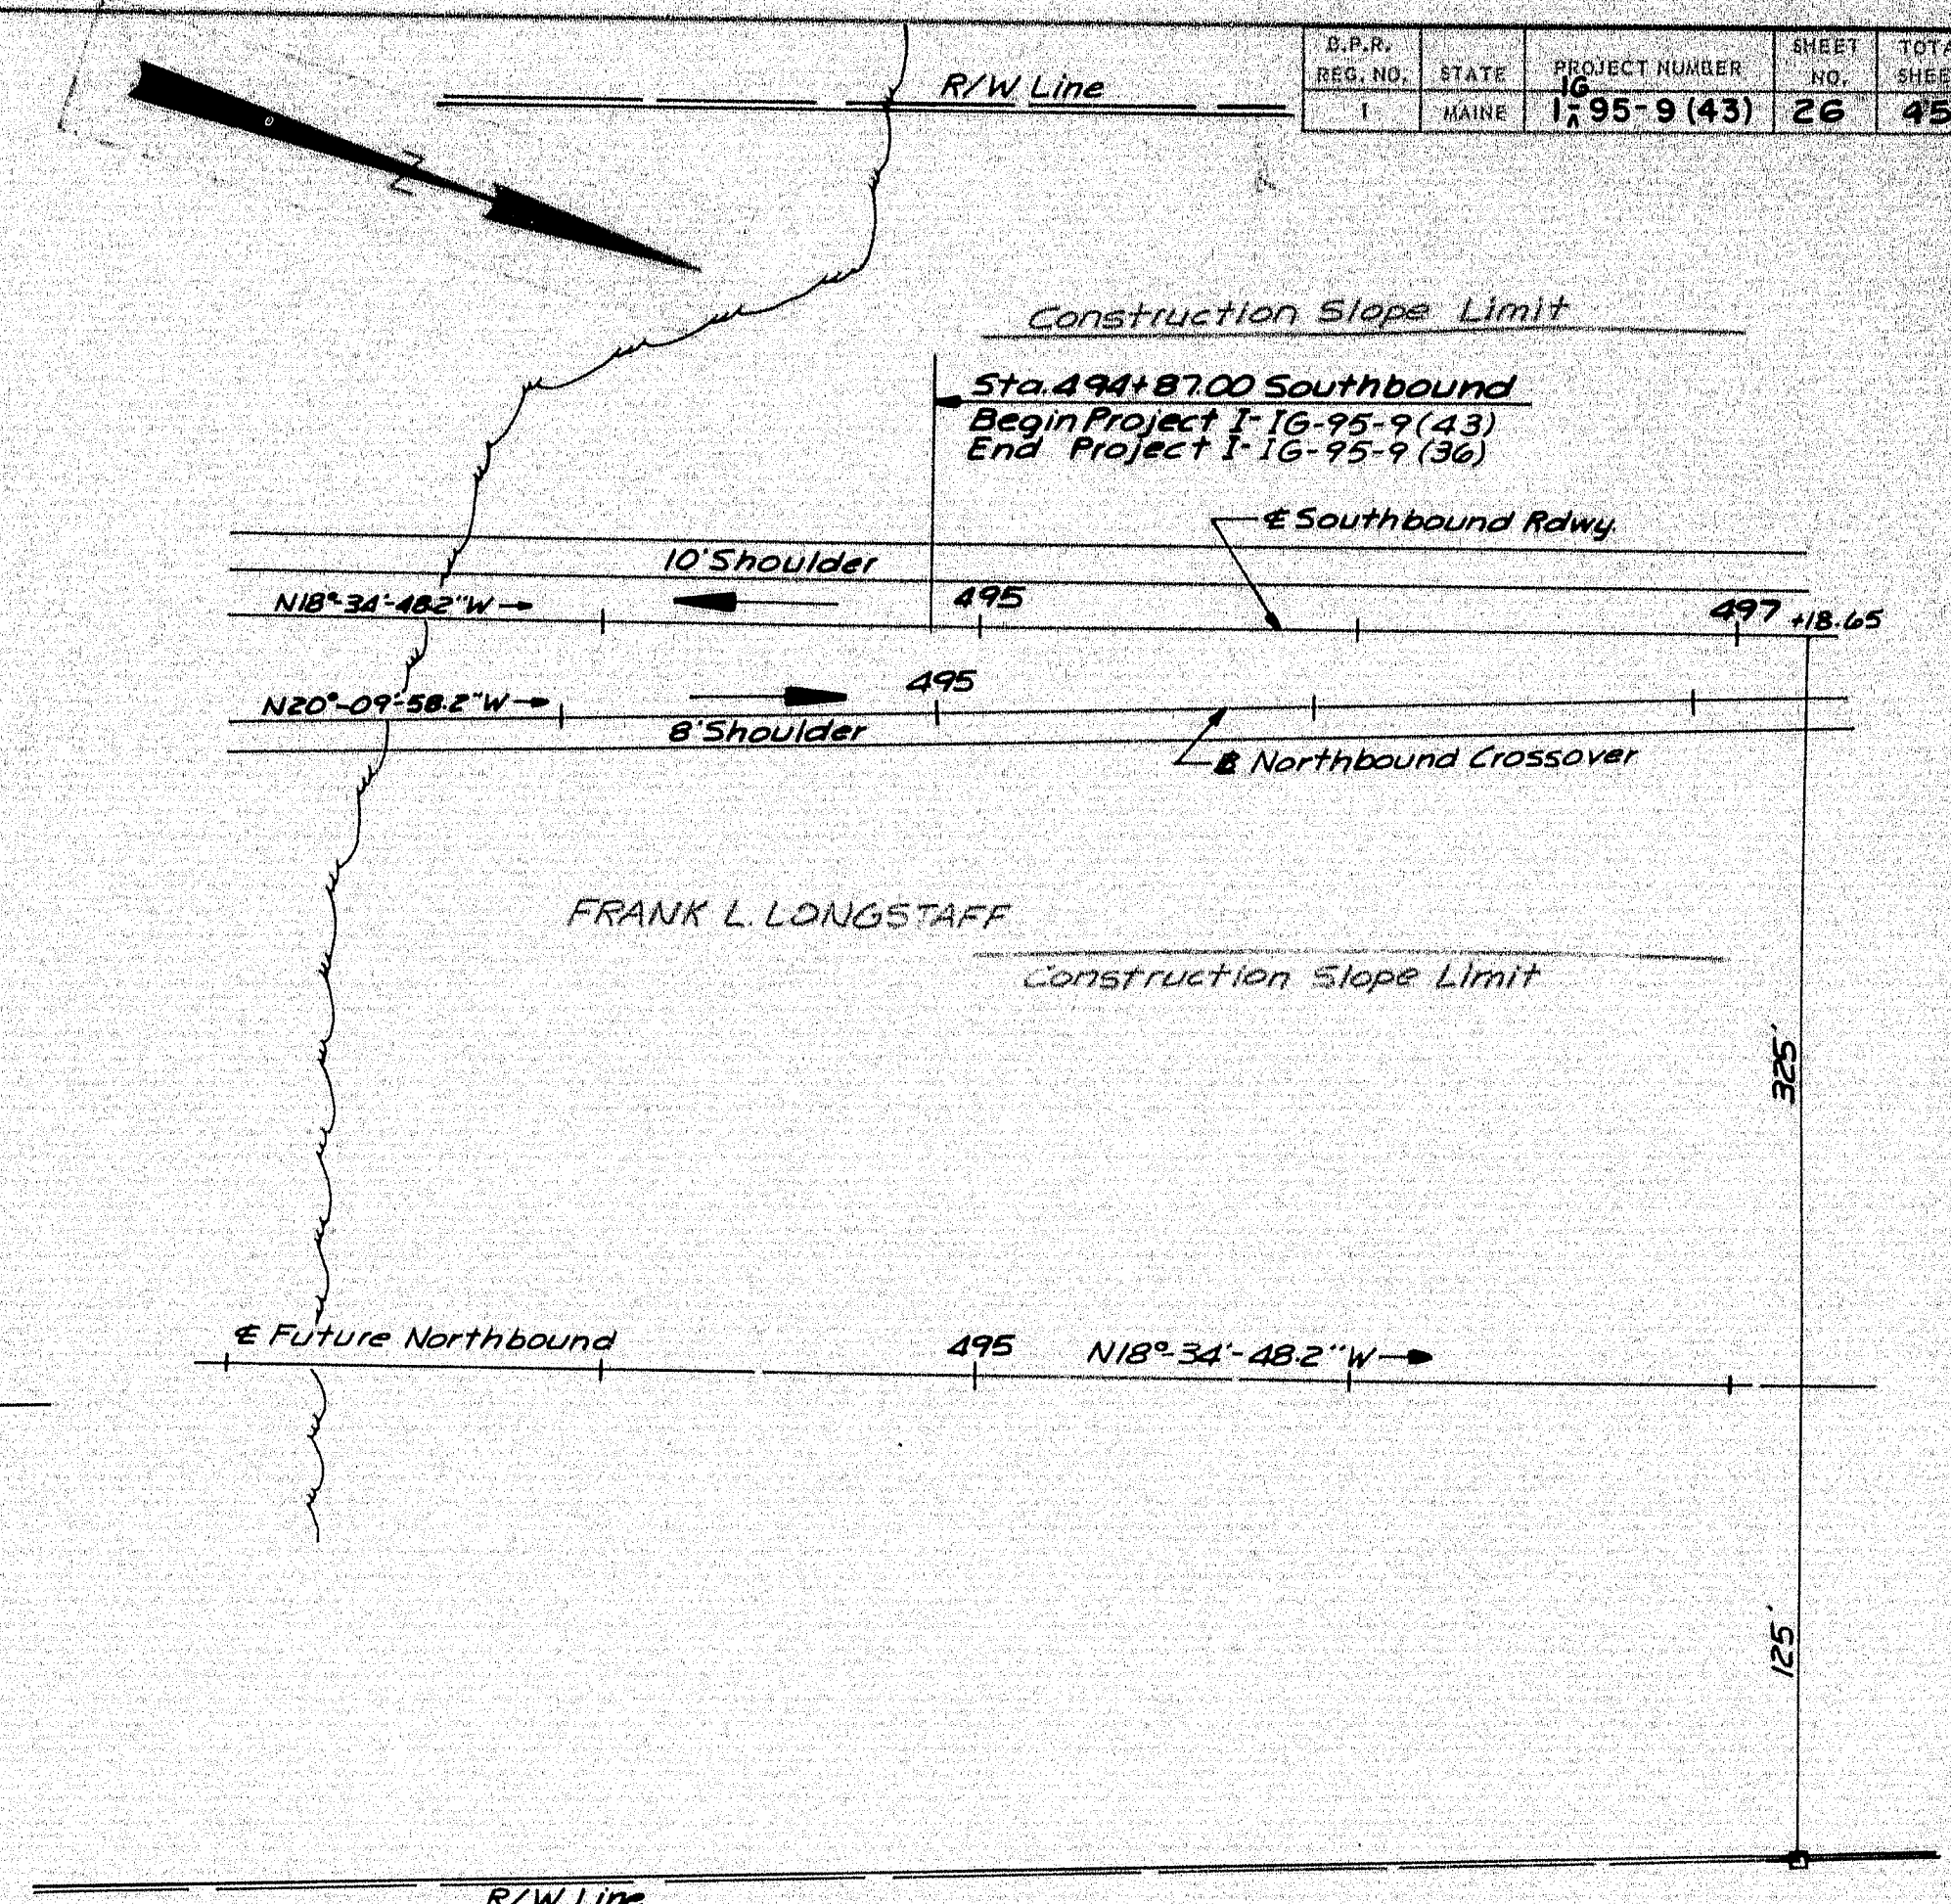 B.P.R. REG. NO. STATE PROJECT NUMBER SHEET NO.
1 MAINE I-IG-95-9 (43) 26 45
R/W Line
N
Construction Slope Limit
Sta. 494+87.00 Southbound
Begin Project I-IG-95-9 (43)
End Project I-IG-95-9 (36)
℄ Southbound Rdwy.
10' Shoulder
N18°-34'-48.2"W
495
497 +18.65
495
N20°-09'-58.2"W
8' Shoulder
Northbound Crossover
FRANK L. LONGSTAFF
Construction Slope Limit
325'
℄ Future Northbound
495
N18°-34'-48.2"W
125'
R/W Line